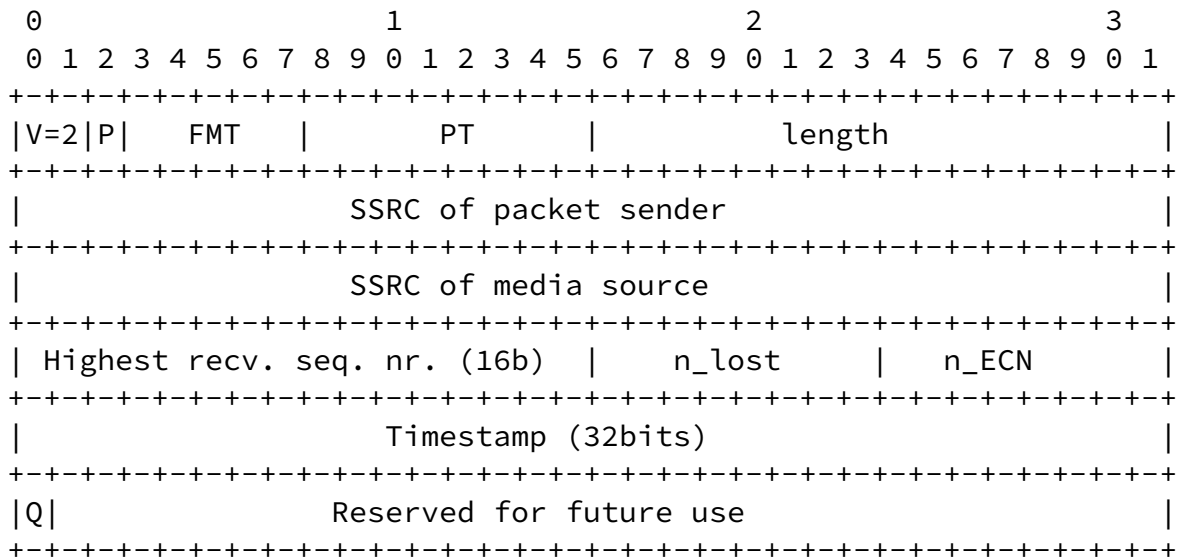 0                   1                   2                   3
 0 1 2 3 4 5 6 7 8 9 0 1 2 3 4 5 6 7 8 9 0 1 2 3 4 5 6 7 8 9 0 1
+-+-+-+-+-+-+-+-+-+-+-+-+-+-+-+-+-+-+-+-+-+-+-+-+-+-+-+-+-+-+-+-+
|V=2|P|   FMT   |       PT      |          length               |
+-+-+-+-+-+-+-+-+-+-+-+-+-+-+-+-+-+-+-+-+-+-+-+-+-+-+-+-+-+-+-+-+
|                  SSRC of packet sender                        |
+-+-+-+-+-+-+-+-+-+-+-+-+-+-+-+-+-+-+-+-+-+-+-+-+-+-+-+-+-+-+-+-+
|                  SSRC of media source                         |
+-+-+-+-+-+-+-+-+-+-+-+-+-+-+-+-+-+-+-+-+-+-+-+-+-+-+-+-+-+-+-+-+
| Highest recv. seq. nr. (16b)  |    n_lost     |   n_ECN       |
+-+-+-+-+-+-+-+-+-+-+-+-+-+-+-+-+-+-+-+-+-+-+-+-+-+-+-+-+-+-+-+-+
|                    Timestamp (32bits)                         |
+-+-+-+-+-+-+-+-+-+-+-+-+-+-+-+-+-+-+-+-+-+-+-+-+-+-+-+-+-+-+-+-+
|Q|               Reserved for future use                       |
+-+-+-+-+-+-+-+-+-+-+-+-+-+-+-+-+-+-+-+-+-+-+-+-+-+-+-+-+-+-+-+-+